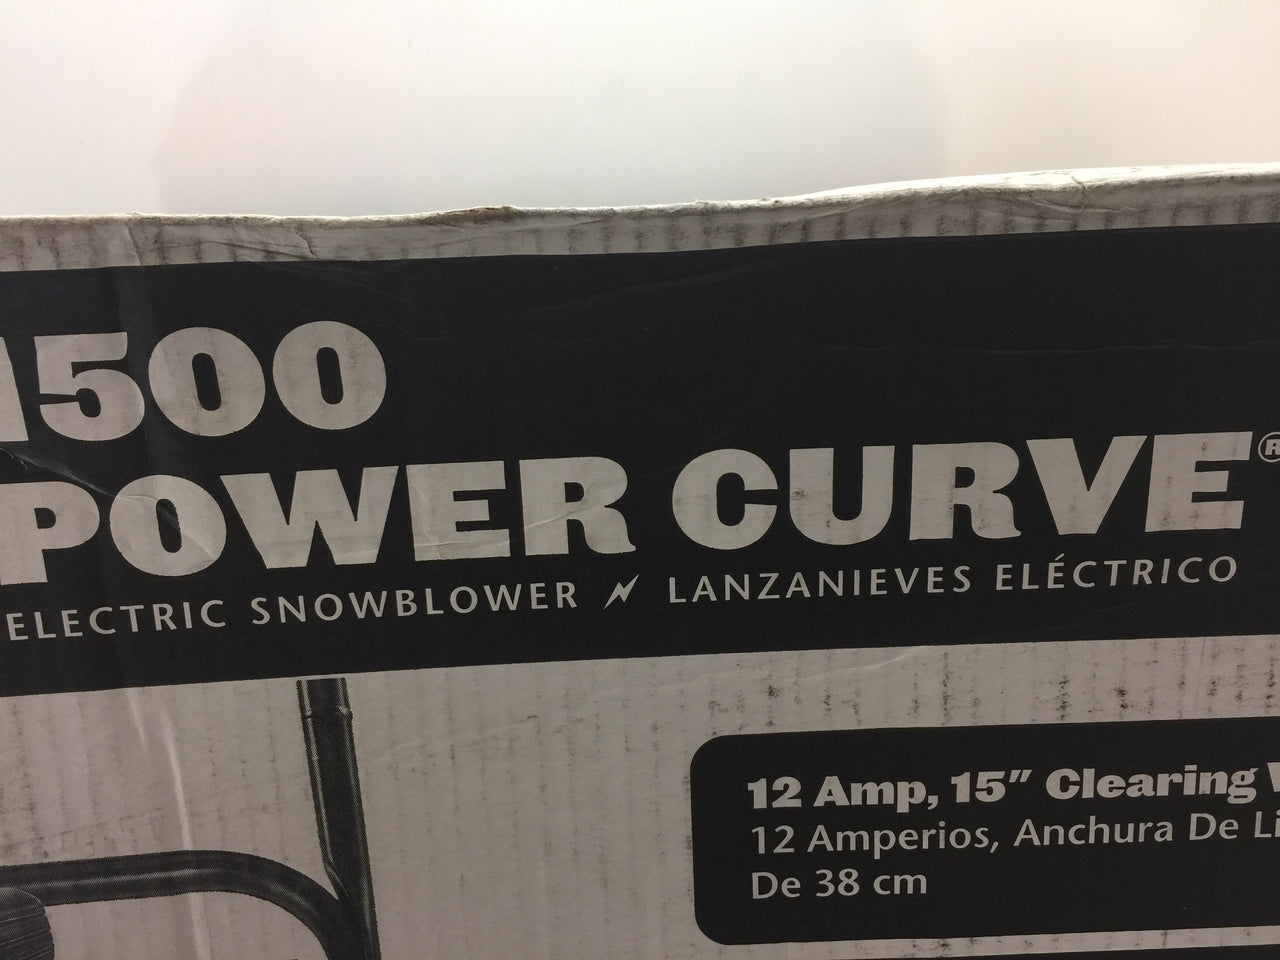 1500
POWER CURVE®
ELECTRIC SNOWBLOWER LANZANIEVES ELÉCTRICO
12 Amp, 15" Clearing
12 Amperios, Anchura De
De 38 cm